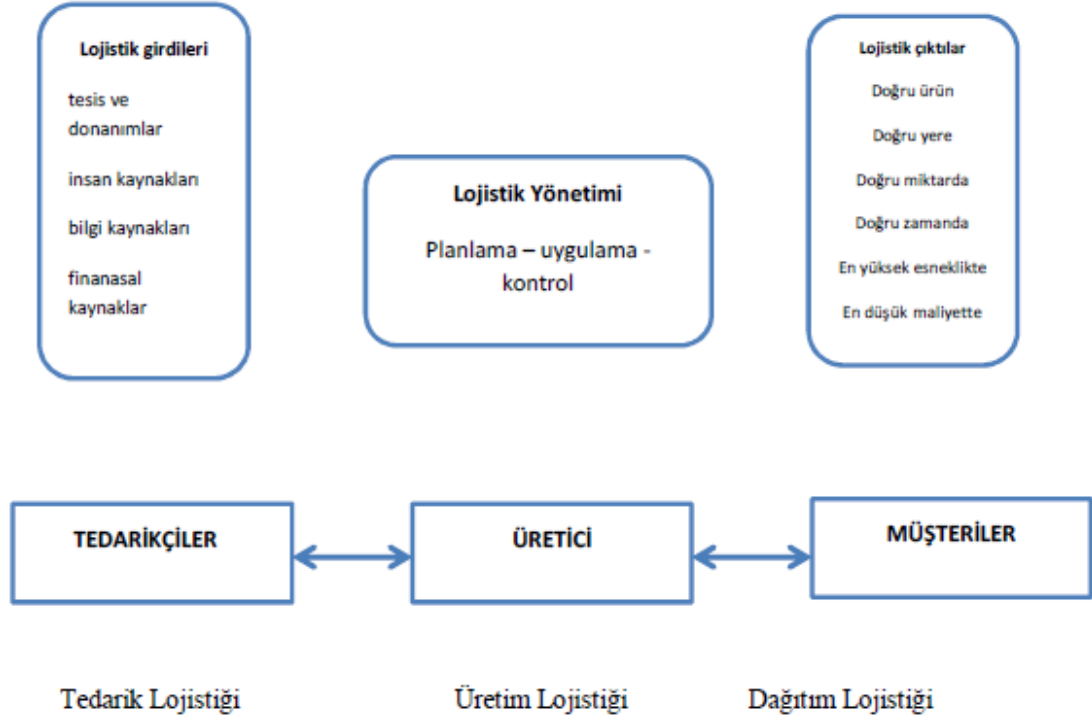 Lojistik girdileri
tesis ve
donanımlar
insan kaynakları
bilgi kaynakları
finanasal
kaynaklar
Lojistik Yönetimi
Planlama – uygulama -
kontrol
Lojistik çıktılar
Doğru ürün
Doğru yere
Doğru miktarda
Doğru zamanda
En yüksek esneklikte
En düşük maliyette
TEDARİKÇİLER
ÜRETİCİ
MÜŞTERİLER
Tedarik Lojistiği
Üretim Lojistiği
Dağıtım Lojistiği